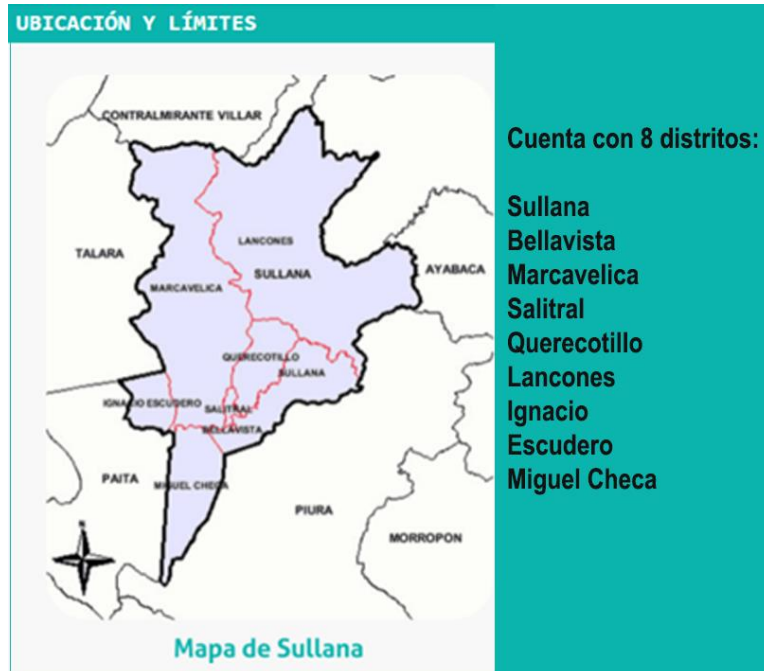 UBICACIÓN Y LÍMITES
CONTRALMIRANTE VILLAR
LANCONES
TALARA
SULLANA
AYABACA
MARCAVELICA
QUERECOTILLO
SULLANA
IGNACIO ESCUDERO
SALITRAL
BELLAVISTA
PAITA
MIGUEL CHECA
PIURA
MORROPON
N
Mapa de Sullana
Cuenta con 8 distritos:
Sullana
Bellavista
Marcavelica
Salitral
Querecotillo
Lancones
Ignacio
Escudero
Miguel Checa